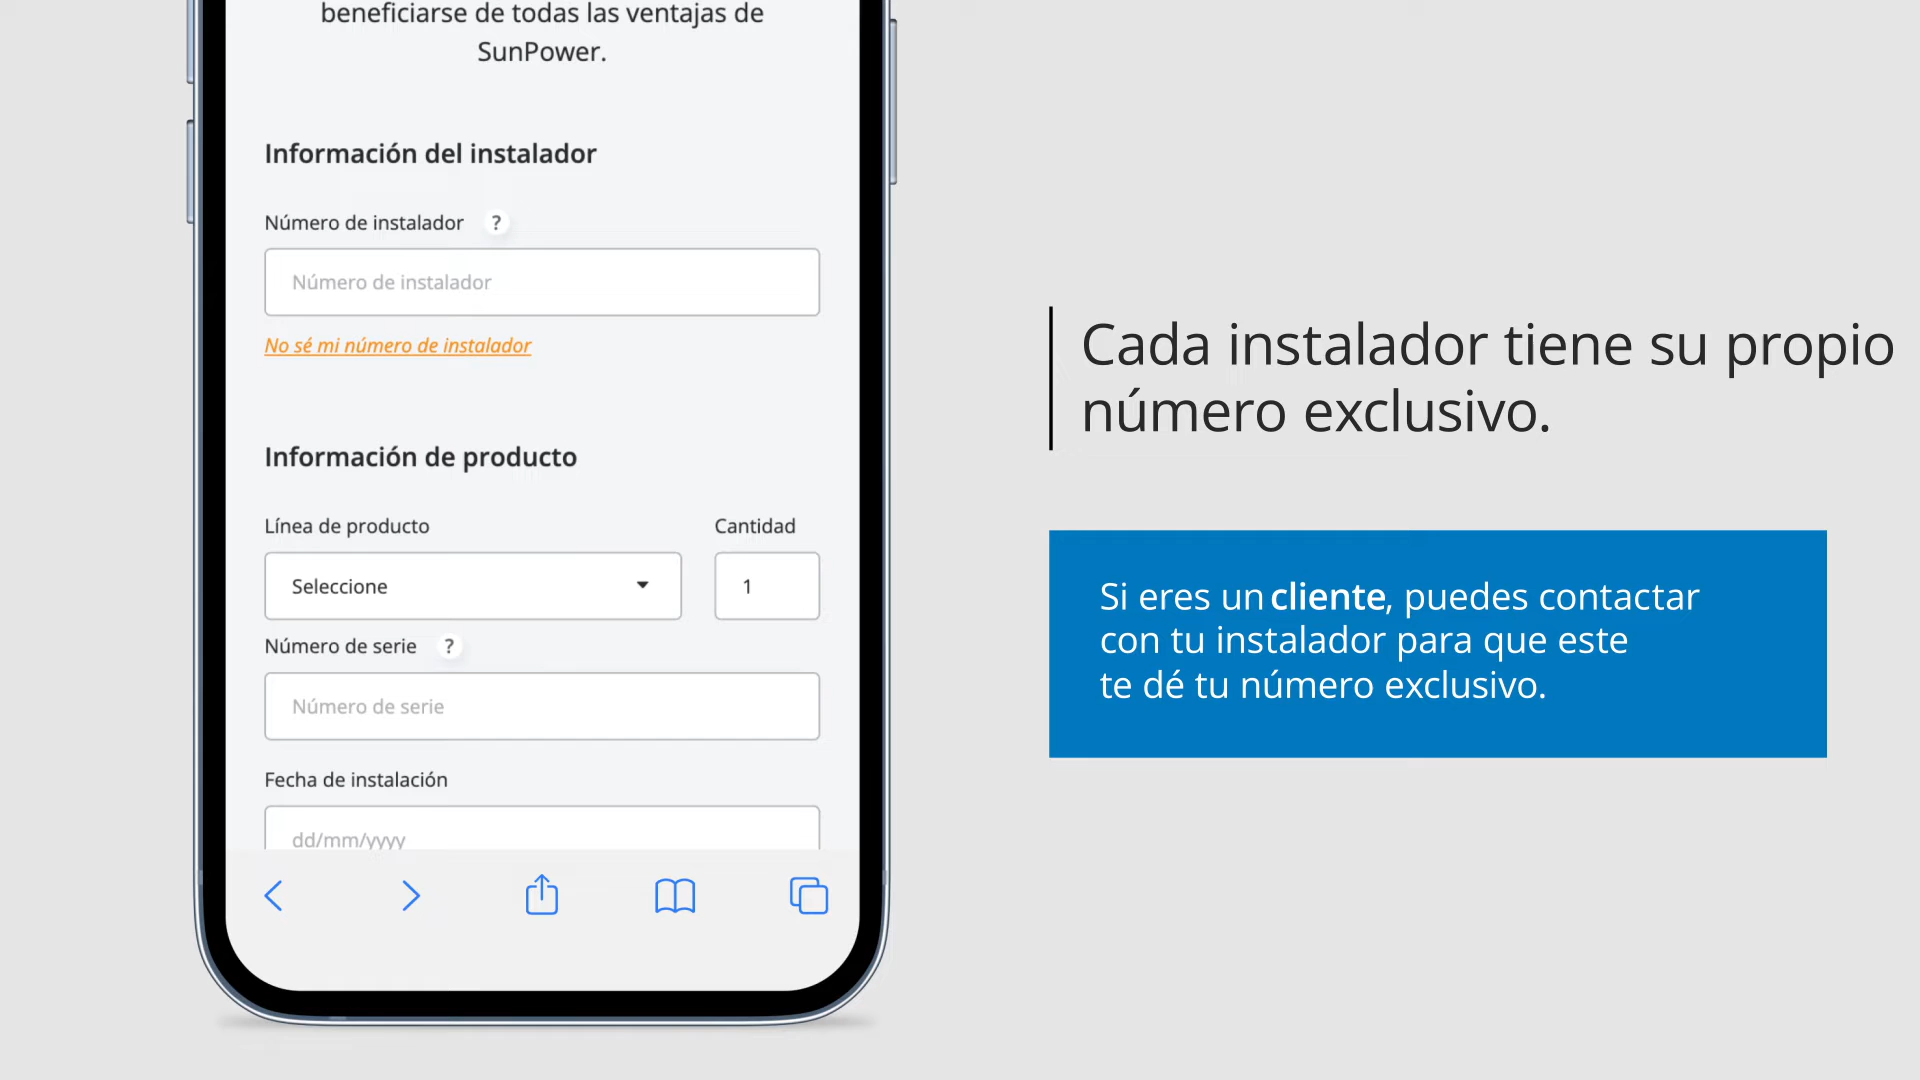 beneficiarse de todas las ventajas de
SunPower.
Información del instalador
Número de instalador ?
Número de instalador
No sé mi número de instalador
Información de producto
Línea de producto Cantidad
Seleccione 1
Número de serie ?
Número de serie
Fecha de instalación
dd/mm/yyyy
Cada instalador tiene su propio
número exclusivo.
Si eres un cliente, puedes contactar
con tu instalador para que este
te dé tu número exclusivo.